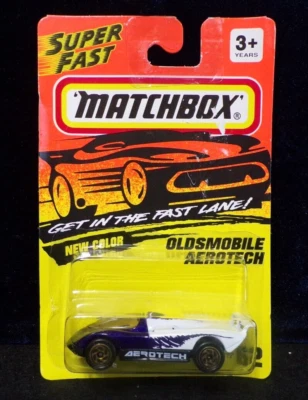 SUPER
FAST
3+
YEARS
"MATCHBOX"®
GET IN THE FAST LANE!
NEW COLOR
OLDSMOBILE
AEROTECH
AEROTECH